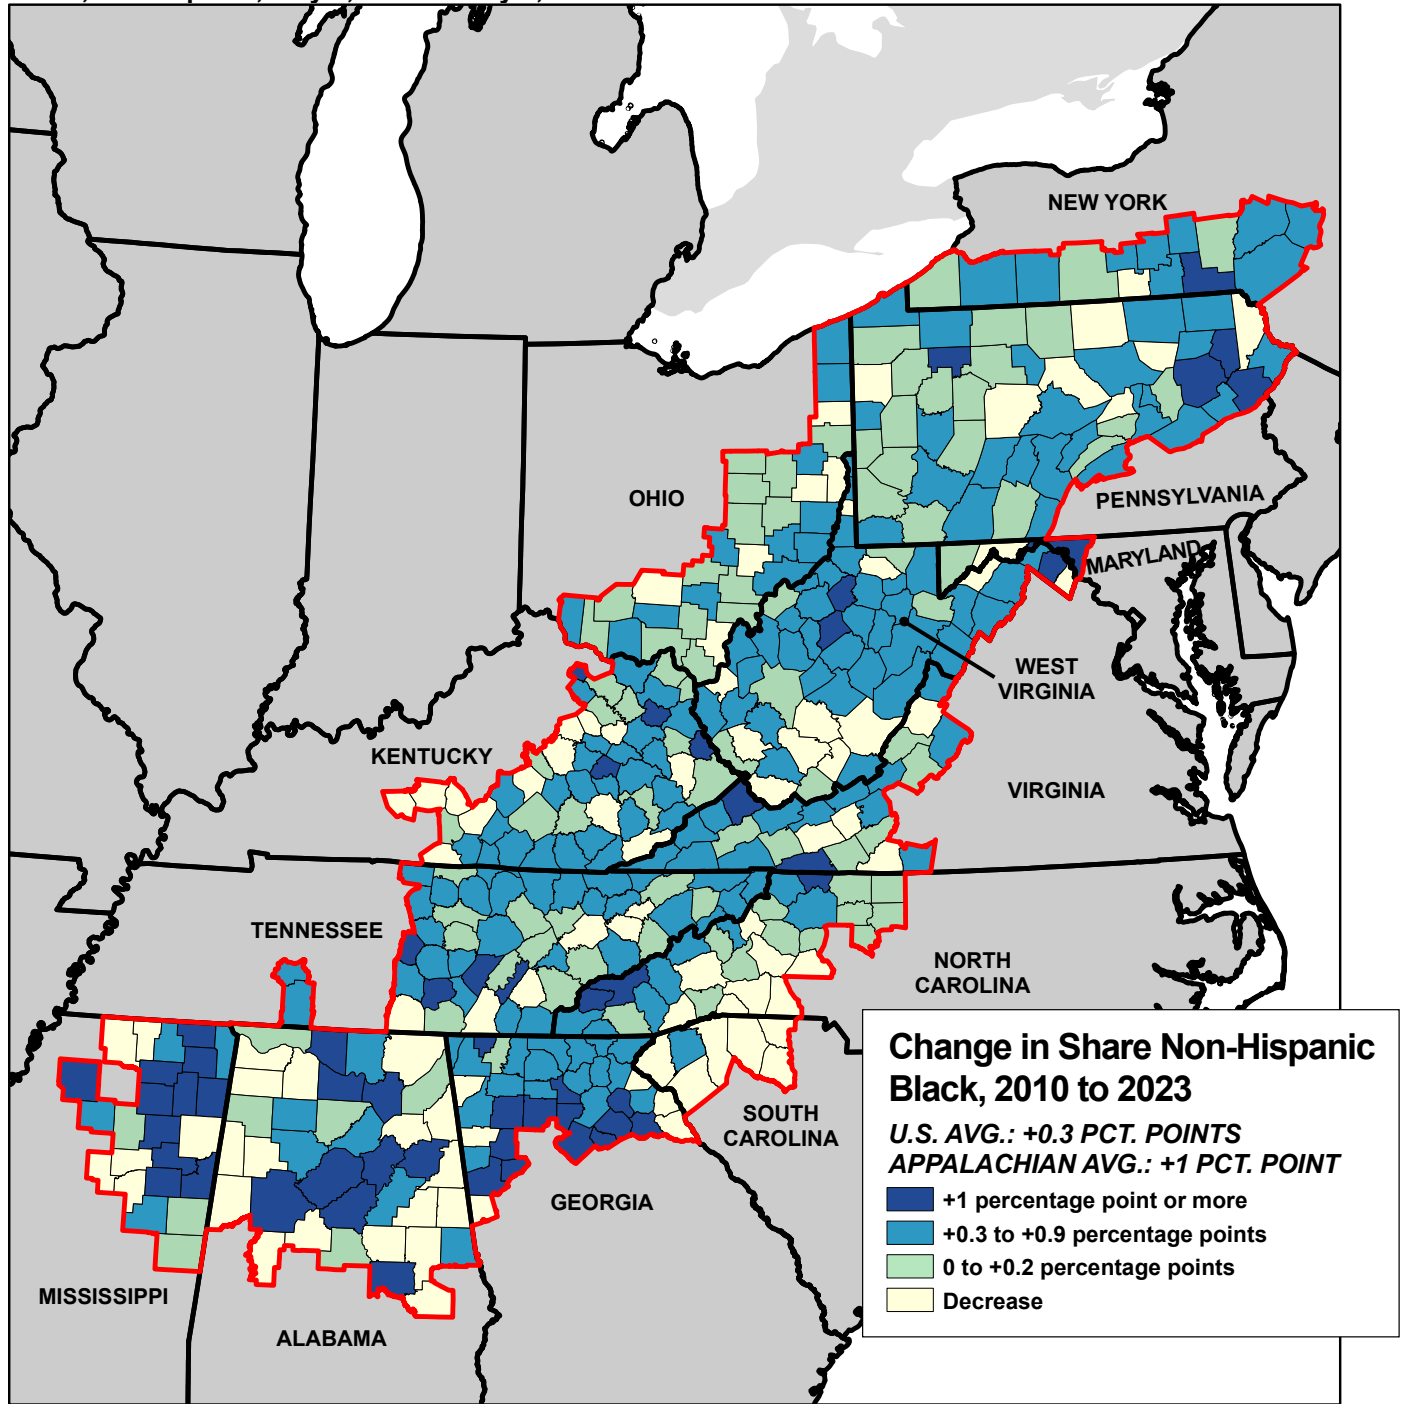 NEW YORK
OHIO
PENNSYLVANIA
MARYLAND
WEST
VIRGINIA
KENTUCKY
VIRGINIA
TENNESSEE
NORTH
CAROLINA
SOUTH
CAROLINA
GEORGIA
MISSISSIPPI
ALABAMA
Change in Share Non-Hispanic
Black, 2010 to 2023
U.S. AVG.: +0.3 PCT. POINTS
APPALACHIAN AVG.: +1 PCT. POINT
+1 percentage point or more
+0.3 to +0.9 percentage points
0 to +0.2 percentage points
Decrease